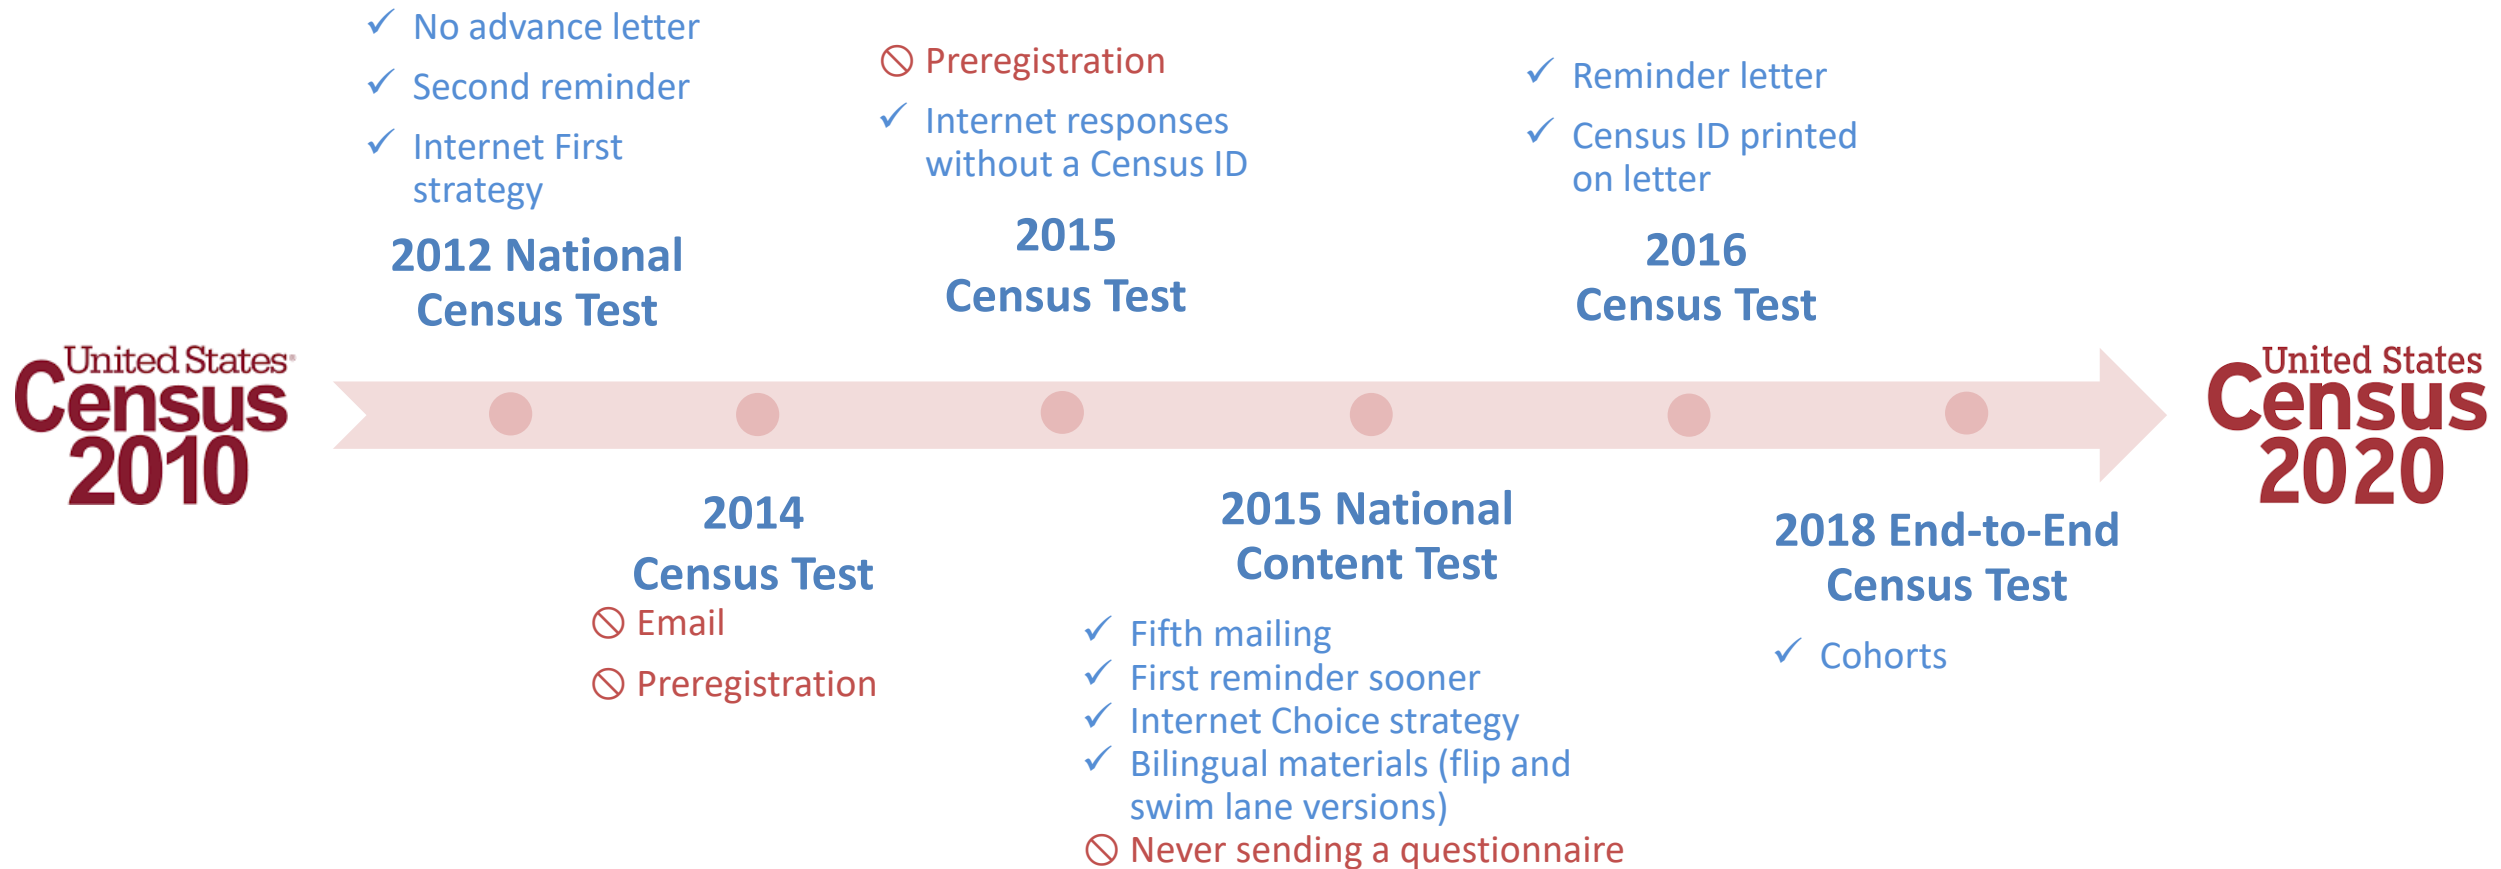 No advance letter
Second reminder
Internet First
strategy
2012 National
Census Test
Preregistration
Internet responses
without a Census ID
2015
Census Test
Reminder letter
Census ID printed
on letter
2016
Census Test
United States®
Census
2010
United States
Census
2020
2014
Census Test
Email
Preregistration
2015 National
Content Test
Fifth mailing
First reminder sooner
Internet Choice strategy
Bilingual materials (flip and
swim lane versions)
Never sending a questionnaire
2018 End-to-End
Census Test
Cohorts